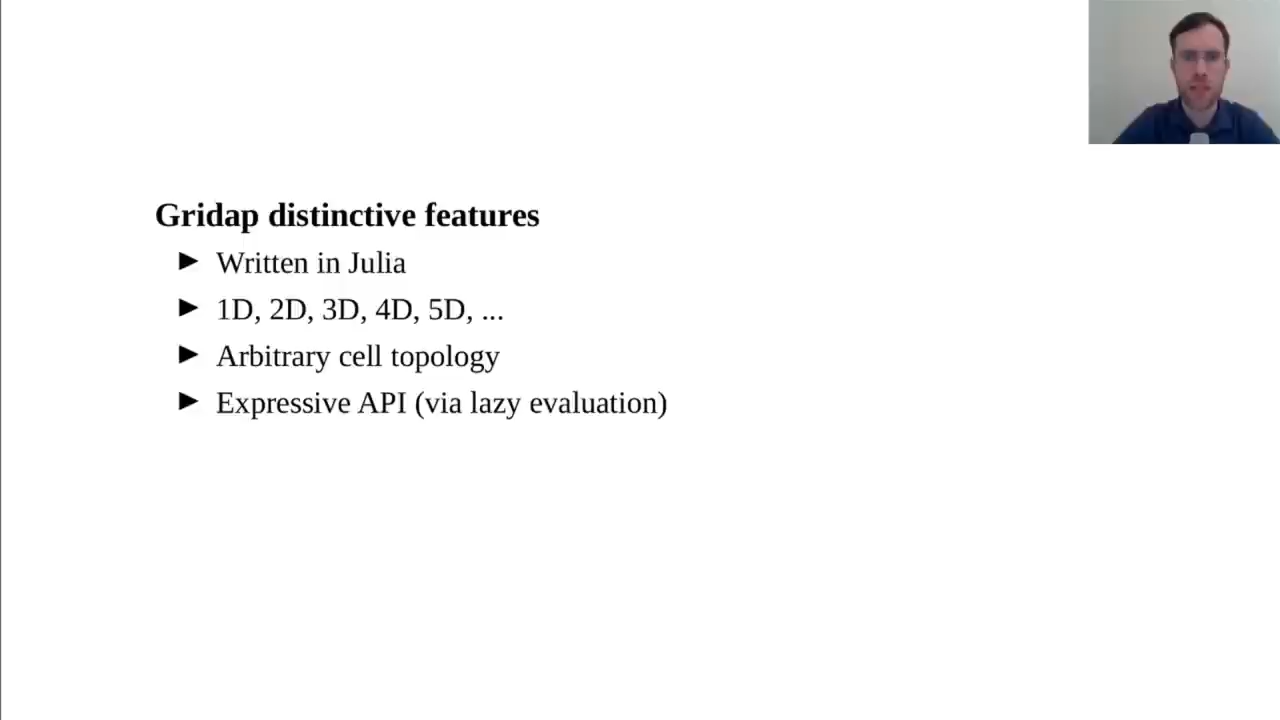 Gridap distinctive features
► Written in Julia
► 1D, 2D, 3D, 4D, 5D, ...
► Arbitrary cell topology
► Expressive API (via lazy evaluation)